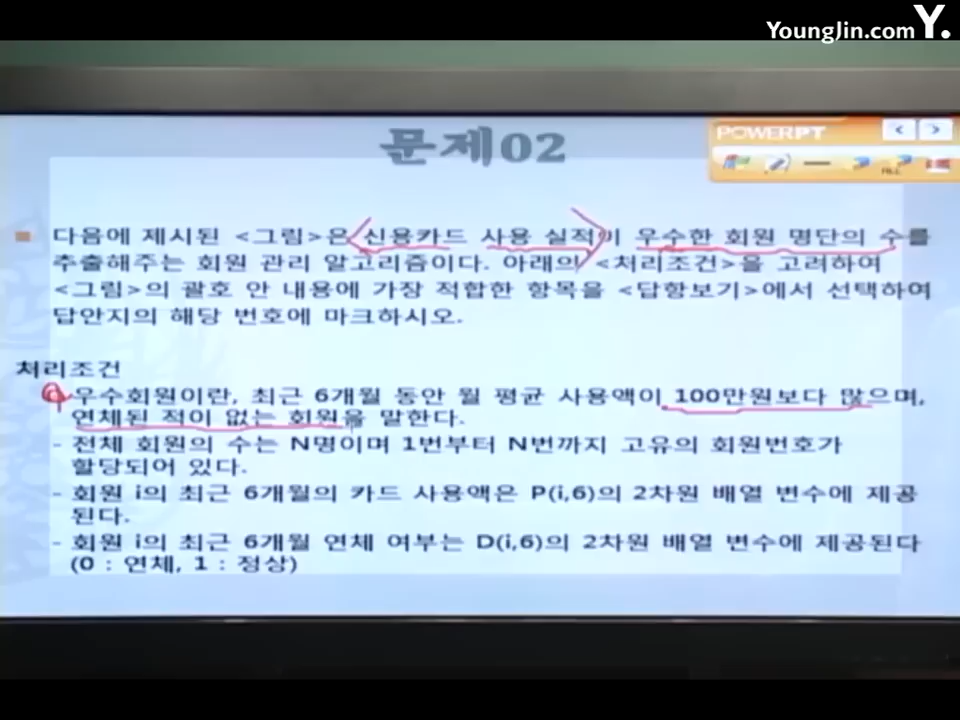 YoungJin.com Y.
문제02
POWERPT
다음에 제시된 <그림>은 신용카드 사용 실적이 우수한 회원 명단의 수를
추출해주는 회원 관리 알고리즘이다. 아래의 <처리조건>을 고려하여
<그림>의 괄호 안 내용에 가장 적합한 항목을 <답항보기>에서 선택하여
답안지의 해당 번호에 마크하시오.
처리조건
우수회원이란, 최근 6개월 동안 월 평균 사용액이 100만원보다 많으며,
연체된 적이 없는 회원을 말한다.
- 전체 회원의 수는 N명이며 1번부터 N번까지 고유의 회원번호가
할당되어 있다.
- 회원 i의 최근 6개월의 카드 사용액은 P(i,6)의 2차원 배열 변수에 제공
된다.
- 회원 i의 최근 6개월 연체 여부는 D(i,6)의 2차원 배열 변수에 제공된다
(0 : 연체, 1 : 정상)